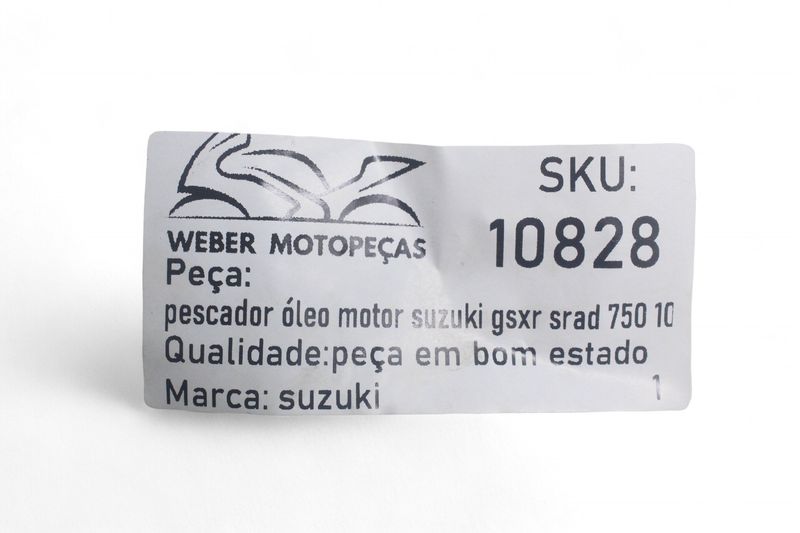 SKU:
10828
WEBER MOTOPEÇAS
Peça:
pescador óleo motor suzuki gsxr srad 750 10
Qualidade:peça em bom estado
Marca: suzuki
1